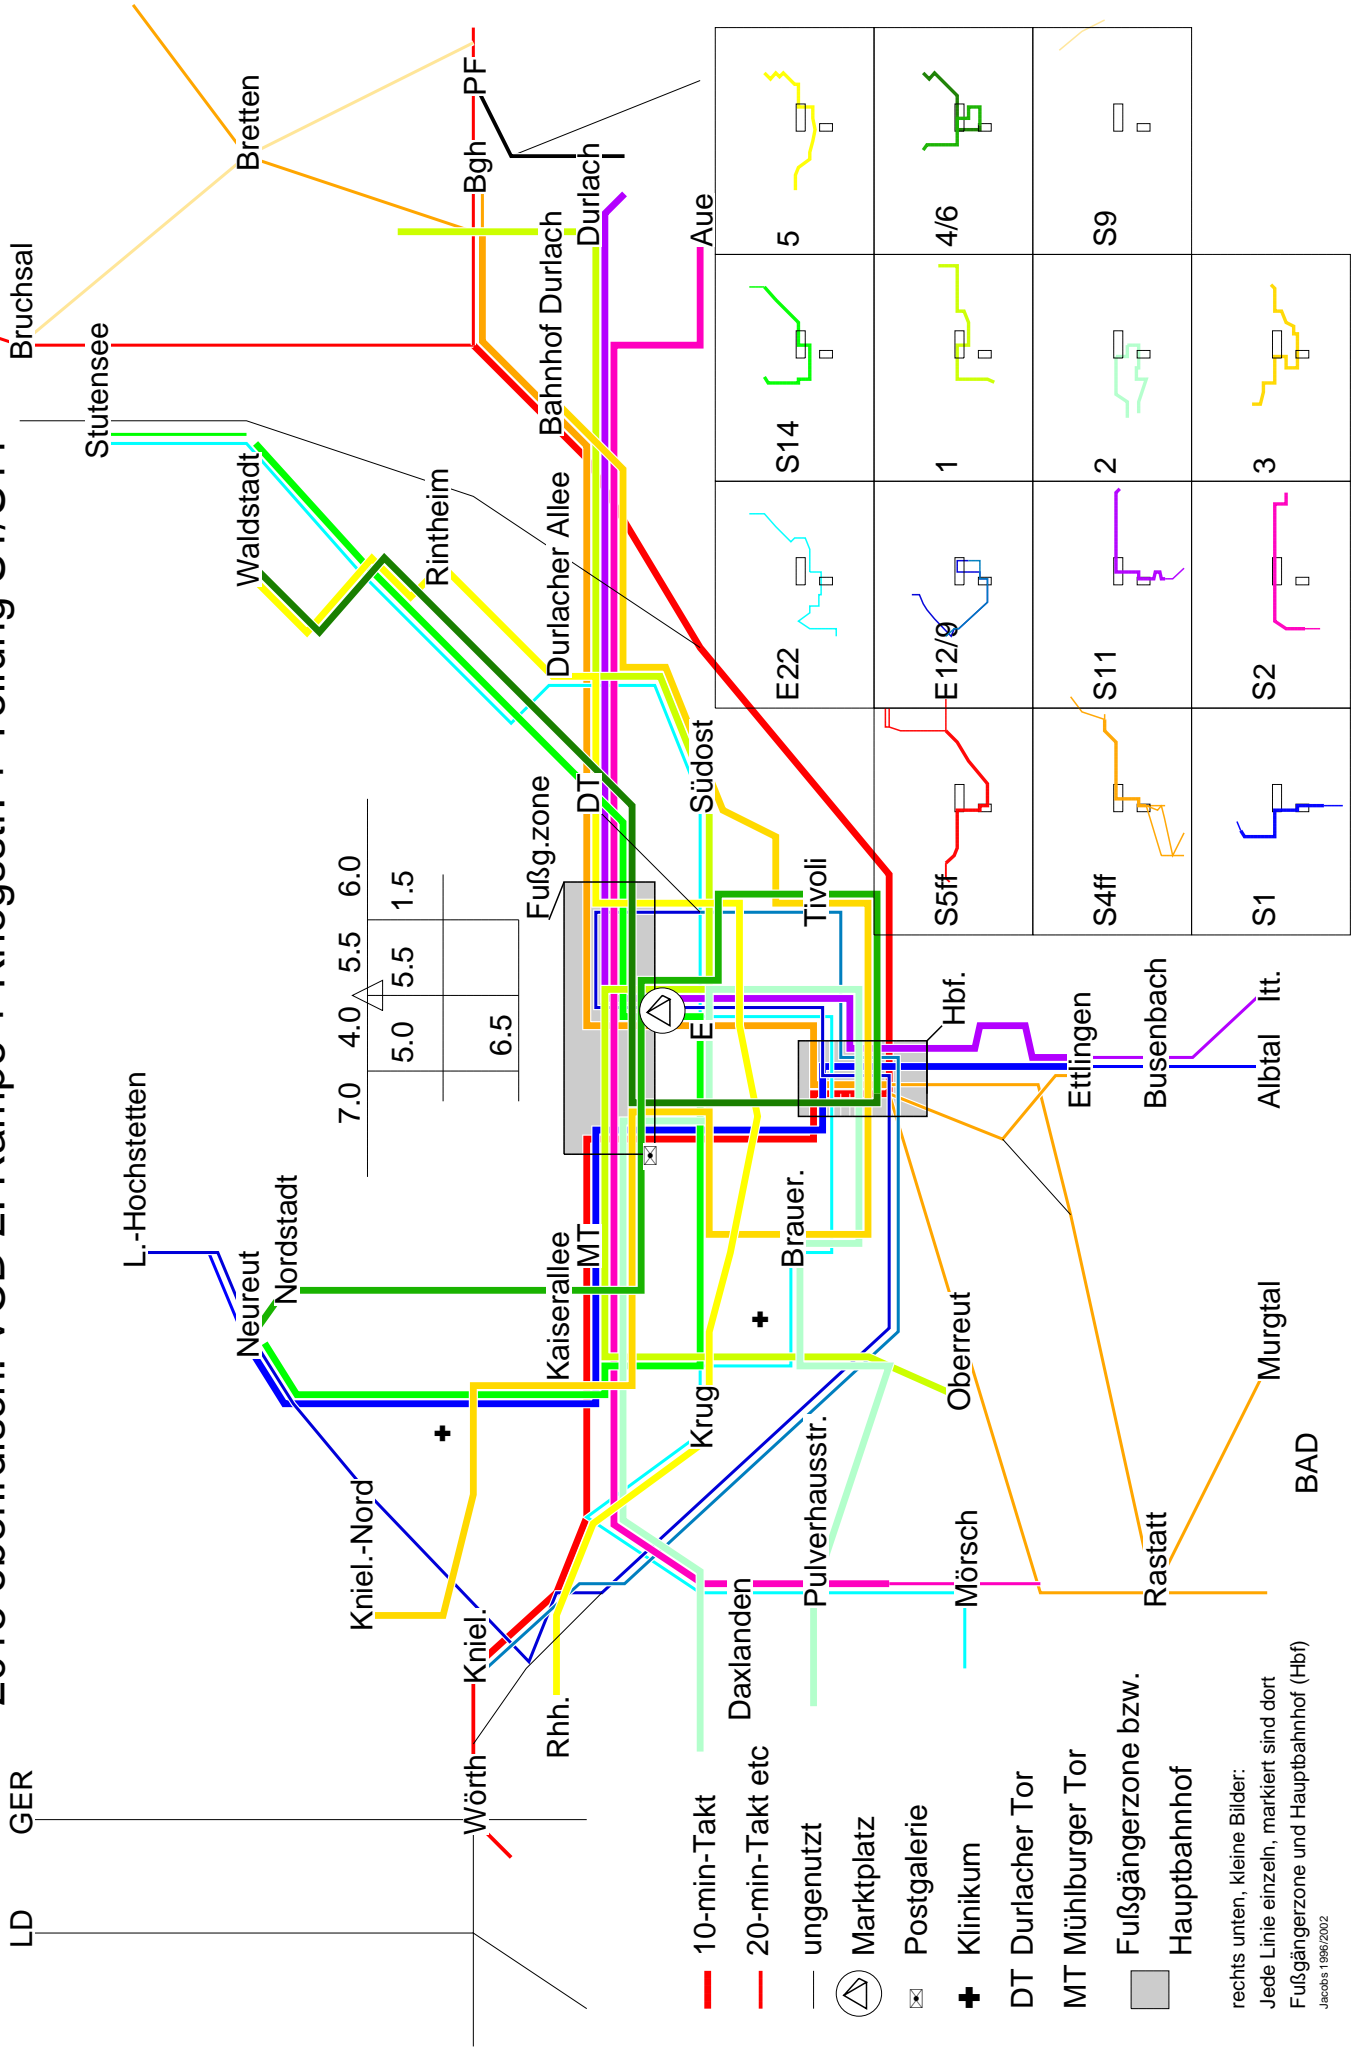 LD
GER
Bruchsal
Stutensee
L.-Hochstetten
Neureut
Nordstadt
Waldstadt
Bretten
Kniel.-Nord
7.0 4.0 5.5 6.0
5.0 5.5 1.5
6.5
Rintheim
Wörth
Kniel.
Bgh
PF
Rhh.
Kaiserallee
Fußg.zone
Durlacher Allee
Bahnhof Durlach
MT
DT
Durlach
Krug
E
Südost
Aue
Daxlanden
Brauer.
Tivoli
Pulverhausstr.
Mörsch
Oberreut
Hbf.
Ettlingen
Rastatt
Busenbach
Murgtal
Albtal
Itt.
BAD
10-min-Takt
20-min-Takt etc
ungenutzt
Marktplatz
Postgalerie
Klinikum
DT Durlacher Tor
MT Mühlburger Tor
Fußgängerzone bzw.
Hauptbahnhof
rechts unten, kleine Bilder:
Jede Linie einzeln, markiert sind dort
Fußgängerzone und Hauptbahnhof (Hbf)
Jacobs 1996/2002
E22
S14
5
S5ff
E12/9
1
4/6
S4ff
S11
2
S9
S1
S2
3